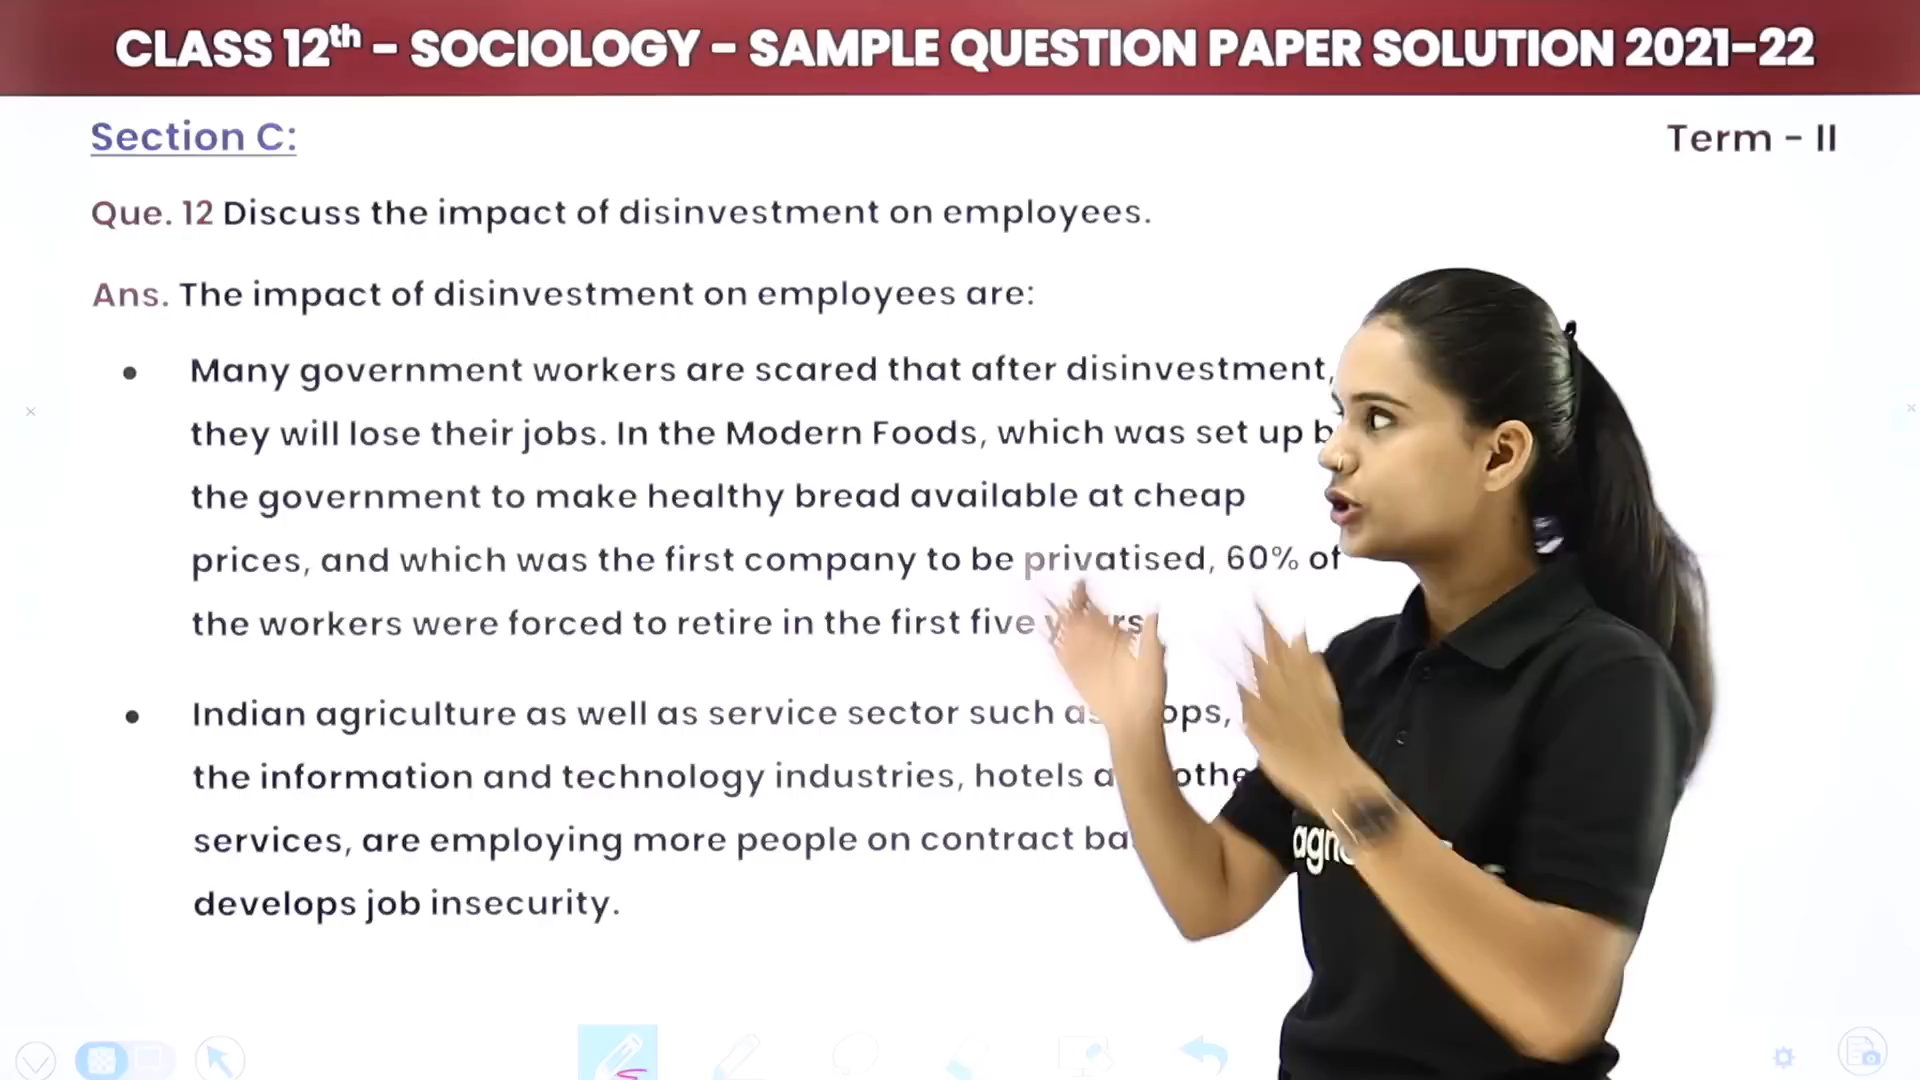 CLASS 12th – SOCIOLOGY – SAMPLE QUESTION PAPER SOLUTION 2021-22
Section C:
Term - II
Que. 12 Discuss the impact of disinvestment on employees.
Ans. The impact of disinvestment on employees are:
• Many government workers are scared that after disinvestment,
they will lose their jobs. In the Modern Foods, which was set up
the government to make healthy bread available at cheap
prices, and which was the first company to be privatised, 60% of
the workers were forced to retire in the first five
• Indian agriculture as well as service sector such
the information and technology industries, hotels
services, are employing more people on contract
develops job insecurity.